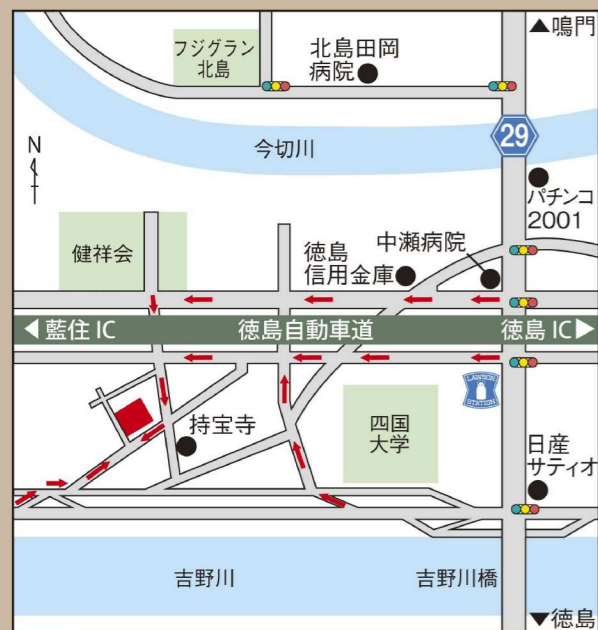 ▲鳴門
フジグラン
北島
北島田岡
病院
29
今切川
N
パチンコ
2001
健祥会
徳島
信用金庫
中瀬病院
◀藍住 IC
徳島自動車道
徳島 IC▶
LAWSON
STATION
持宝寺
四国
大学
日産
サティオ
吉野川
吉野川橋
▼徳島